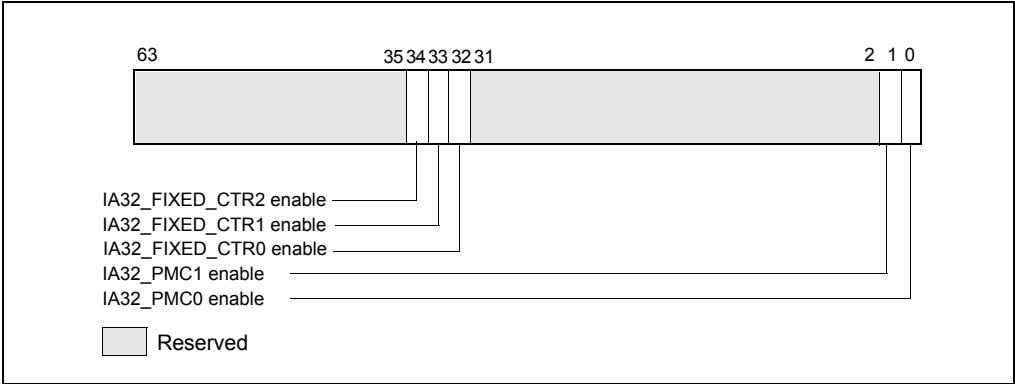 63 35 34 33 32 31 2 1 0
IA32_FIXED_CTR2 enable
IA32_FIXED_CTR1 enable
IA32_FIXED_CTR0 enable
IA32_PMC1 enable
IA32_PMC0 enable
Reserved